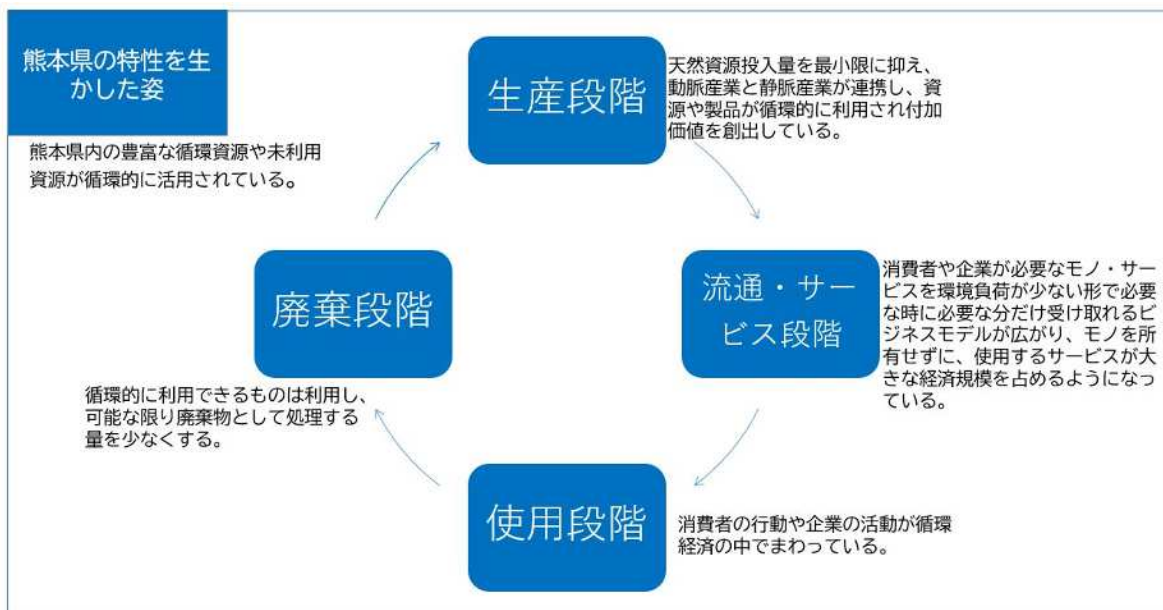 熊本県の特性を生
かした姿
熊本県内の豊富な循環資源や未利用
資源が循環的に活用されている。
生産段階
天然資源投入量を最小限に抑え、
動脈産業と静脈産業が連携し、資
源や製品が循環的に利用され付加
価値を創出している。
流通・サー
ビス段階
消費者や企業が必要なモノ・サー
ビスを環境負荷が少ない形で必要
な時に必要な分だけ受け取れるビ
ジネスモデルが広がり、モノを所
有せずに、使用するサービスが大
きな経済規模を占めるようになっ
ている。
使用段階
消費者の行動や企業の活動が循環
経済の中でまわっている。
廃棄段階
循環的に利用できるものは利用し、
可能な限り廃棄物として処理する
量を少なくする。